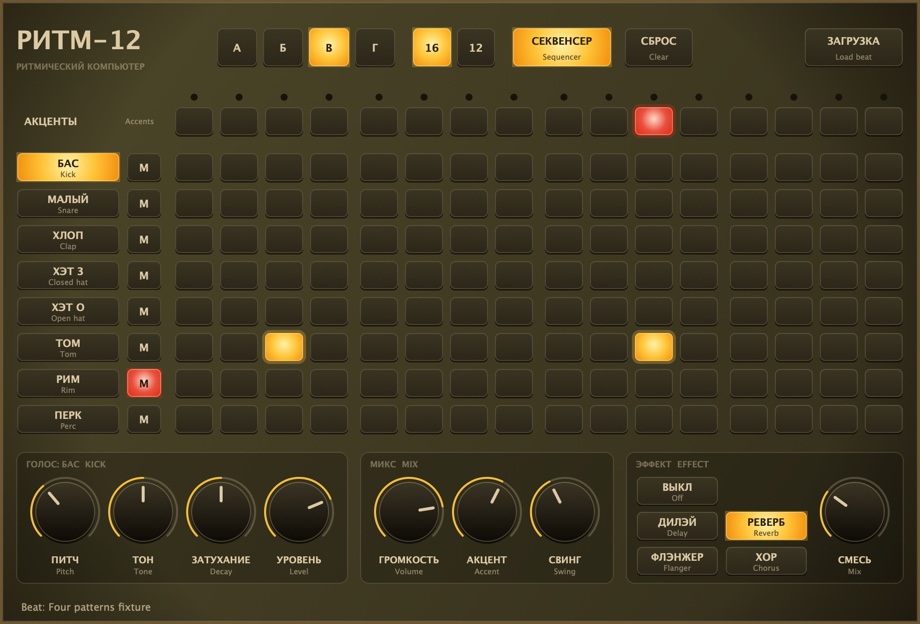 РИТМ-12
РИТМИЧЕСКИЙ КОМПЬЮТЕР
А Б В Г 16 12
СЕКВЕНСЕР
Sequencer
СБРОС
Clear
ЗАГРУЗКА
Load beat
АКЦЕНТЫ Accents
БАС
Kick
M
МАЛЫЙ
Snare
M
ХЛОП
Clap
M
ХЭТ З
Closed hat
M
ХЭТ О
Open hat
M
ТОМ
Tom
M
РИМ
Rim
M
ПЕРК
Perc
M
ГОЛОС: БАС KICK
ПИТЧ
Pitch
ТОН
Tone
ЗАТУХАНИЕ
Decay
УРОВЕНЬ
Level
МИКС MIX
ГРОМКОСТЬ
Volume
АКЦЕНТ
Accent
СВИНГ
Swing
ЭФФЕКТ EFFECT
ВЫКЛ
Off
ДИЛЭЙ
Delay
РЕВЕРБ
Reverb
ФЛЭНЖЕР
Flanger
ХОР
Chorus
СМЕСЬ
Mix
Beat: Four patterns fixture